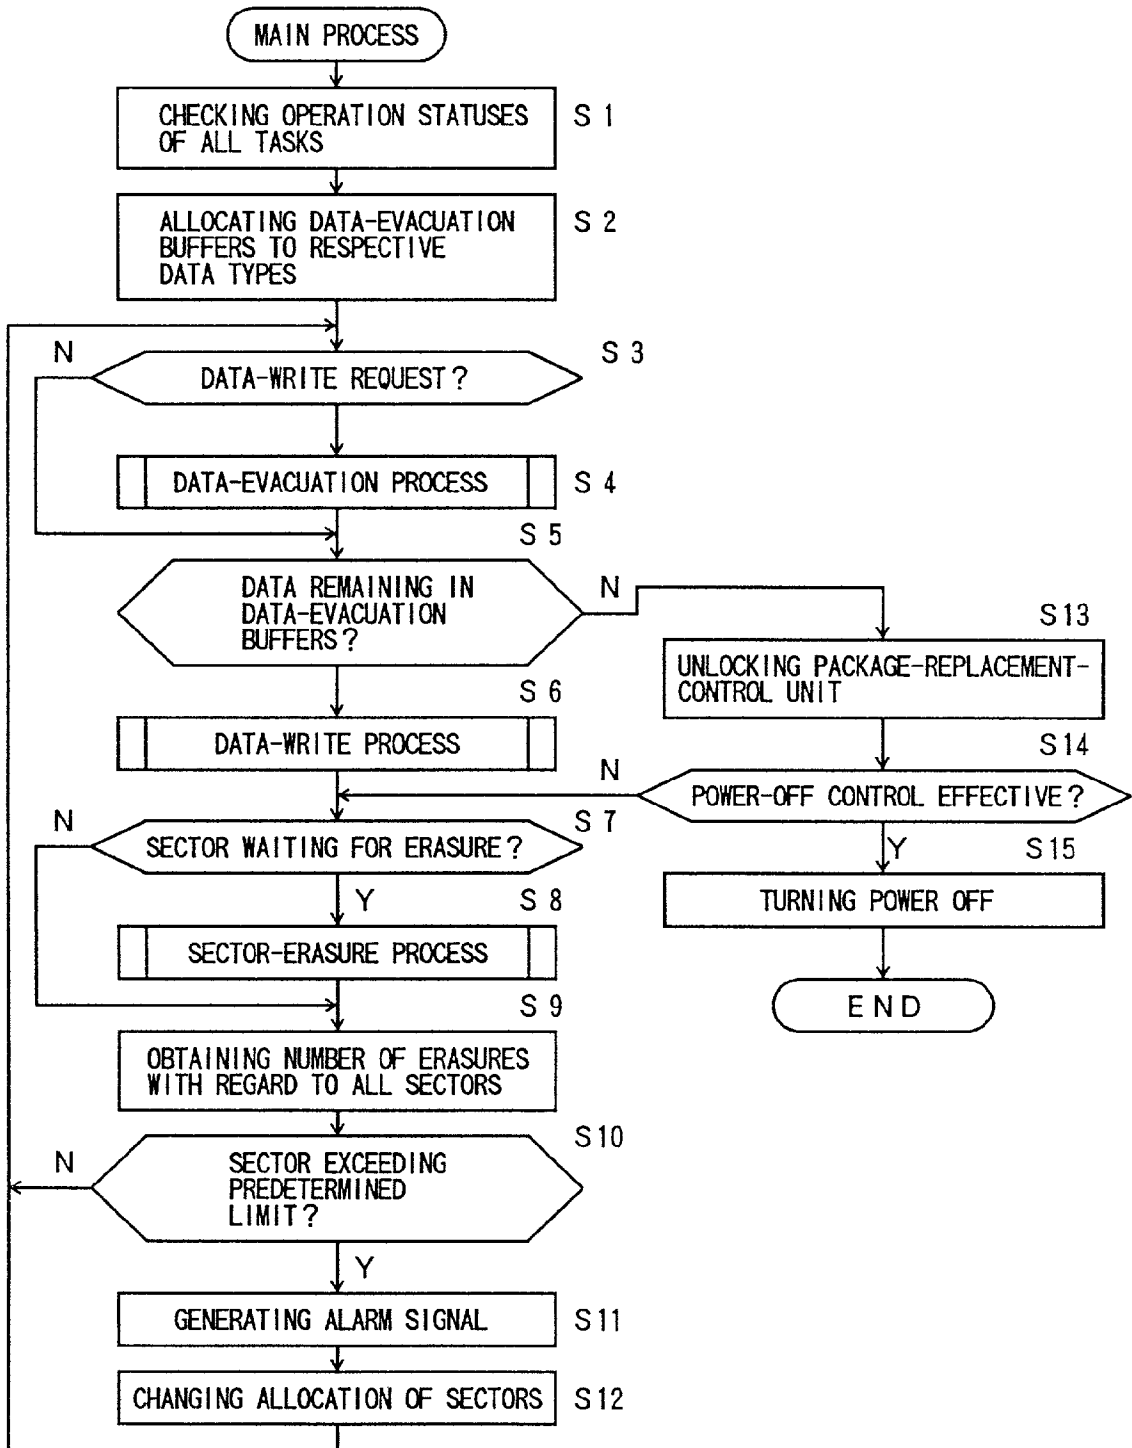 MAIN PROCESS
CHECKING OPERATION STATUSES
OF ALL TASKS
S 1
ALLOCATING DATA-EVACUATION
BUFFERS TO RESPECTIVE
DATA TYPES
S 2
N
S 3
DATA-WRITE REQUEST?
DATA-EVACUATION PROCESS
S 4
S 5
DATA REMAINING IN
DATA-EVACUATION
BUFFERS?
N
S13
UNLOCKING PACKAGE-REPLACEMENT-
CONTROL UNIT
S 6
DATA-WRITE PROCESS
S14
N
POWER-OFF CONTROL EFFECTIVE?
N
S 7
SECTOR WAITING FOR ERASURE?
Y
S15
TURNING POWER OFF
Y
S 8
SECTOR-ERASURE PROCESS
END
S 9
OBTAINING NUMBER OF ERASURES
WITH REGARD TO ALL SECTORS
S10
N
SECTOR EXCEEDING
PREDETERMINED
LIMIT?
Y
GENERATING ALARM SIGNAL
S11
CHANGING ALLOCATION OF SECTORS
S12